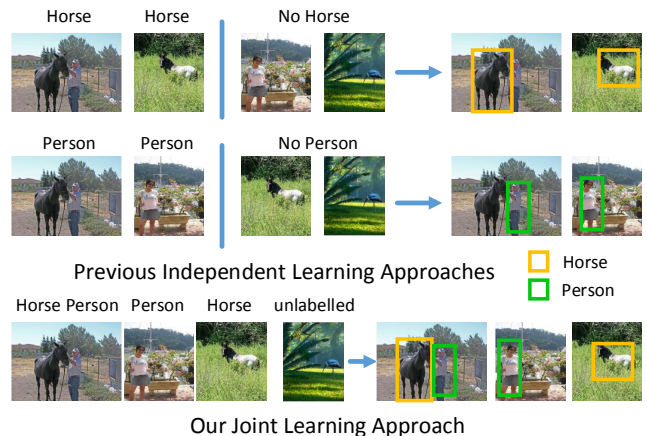 Horse Horse No Horse
Person Person No Person
Previous Independent Learning Approaches
Horse
Person
Horse Person Person Horse unlabelled
Our Joint Learning Approach